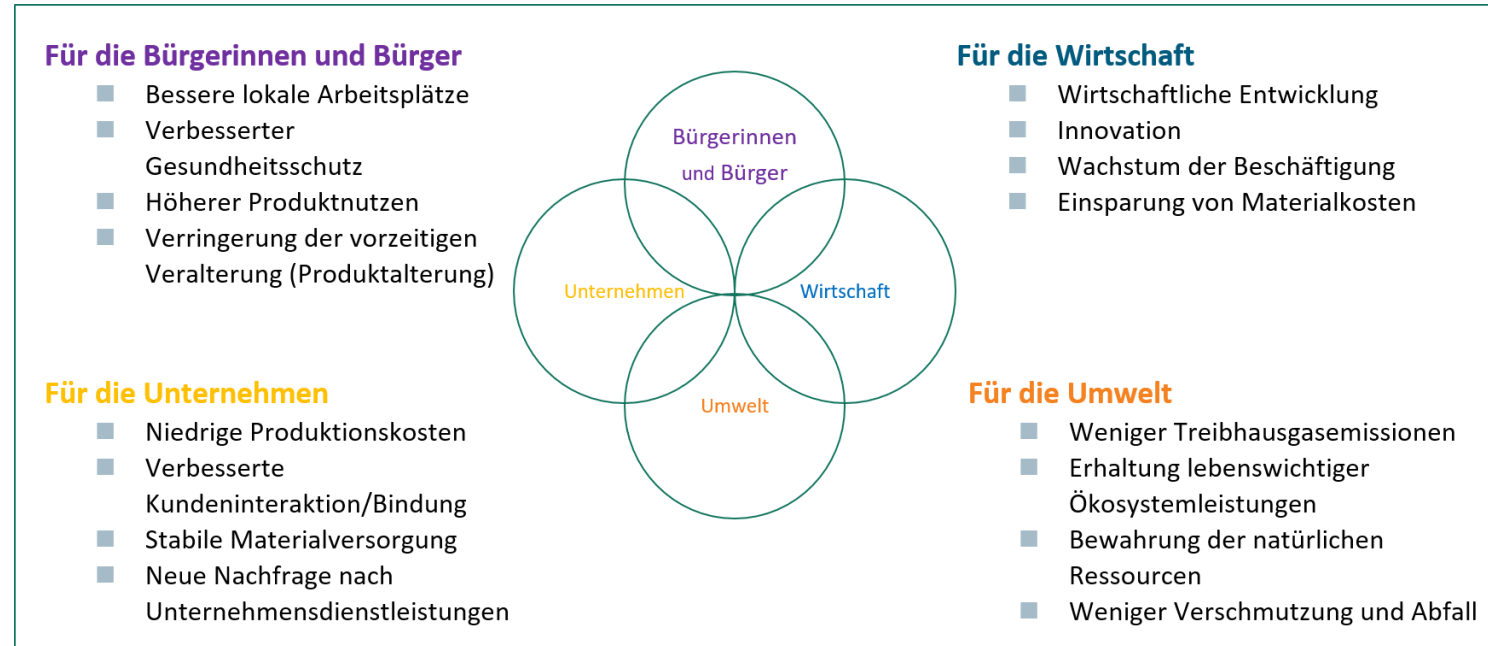 Für die Bürgerinnen und Bürger
Bessere lokale Arbeitsplätze
Verbesserter
Gesundheitsschutz
Höherer Produktnutzen
Verringerung der vorzeitigen
Veralterung (Produktalterung)
Für die Wirtschaft
Wirtschaftliche Entwicklung
Innovation
Wachstum der Beschäftigung
Einsparung von Materialkosten
Bürgerinnen
und Bürger
Unternehmen
Wirtschaft
Umwelt
Für die Unternehmen
Niedrige Produktionskosten
Verbesserte
Kundeninteraktion/Bindung
Stabile Materialversorgung
Neue Nachfrage nach
Unternehmensdienstleistungen
Für die Umwelt
Weniger Treibhausgasemissionen
Erhaltung lebenswichtiger
Ökosystemleistungen
Bewahrung der natürlichen
Ressourcen
Weniger Verschmutzung und Abfall